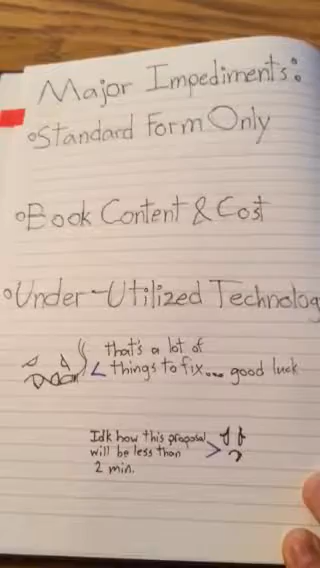 Major Impediments:
°Standard Form Only
°Book Content & Cost
°Under-Utilized Technolog
that's a lot of
things to fix... good luck
Idk how this proposal
will be less than
2 min.